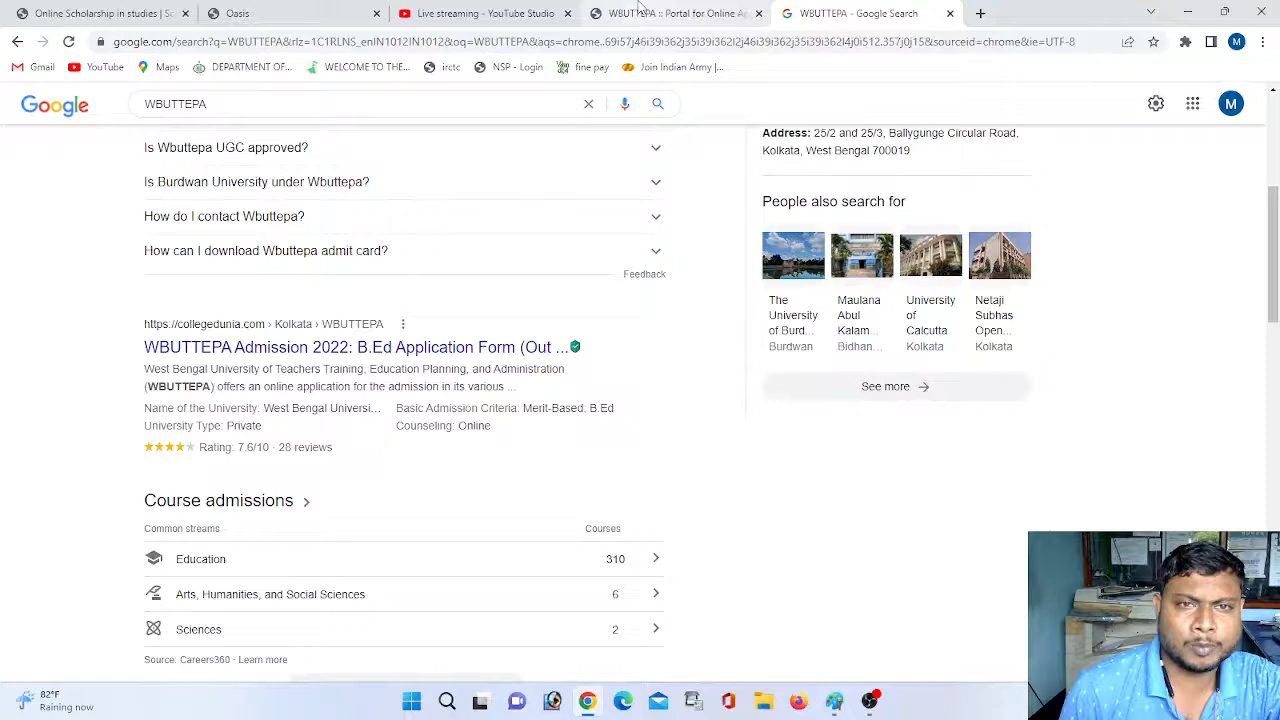 Online Scholarship in studies | Sc
Oasis
Live streaming - YouTube Studio
WBUTTEPA :: Portal for Online Ap
WBUTTEPA - Google Search
google.com/search?q=WBUTTEPA&rlz=1C1RLNS_enIN1012IN1012&oq=WBUTTEPA&aqs=chrome..69i57j46i39i362j35i39i362l2j46i39i362j35i39i362l4j0i512.357j0j15&sourceid=chrome&ie=UTF-8
M
Gmail
YouTube
Maps
DEPARTMENT OF...
WELCOME TO THE...
irctc
NSP - Login
fine pay
Join Indian Army |...
Google
WBUTTEPA
M
Is Wbuttepa UGC approved?
Is Burdwan University under Wbuttepa?
How do I contact Wbuttepa?
How can I download Wbuttepa admit card?
Feedback
https://collegedunia.com › Kolkata › WBUTTEPA
WBUTTEPA Admission 2022: B.Ed Application Form (Out ...
West Bengal University of Teachers Training, Education Planning, and Administration
(WBUTTEPA) offers an online application for the admission in its various ...
Name of the University: West Bengal Universi...
Basic Admission Criteria: Merit-Based: B.Ed
University Type: Private
Counseling: Online
Rating: 7.6/10 · 28 reviews
Course admissions
Common streams
Courses
Education
310
Arts, Humanities, and Social Sciences
6
Sciences
2
Source: Careers360 · Learn more
Address: 25/2 and 25/3, Ballygunge Circular Road,
Kolkata, West Bengal 700019
People also search for
The
University
of Burd...
Burdwan
Maulana
Abul
Kalam...
Bidhan...
University
of
Calcutta
Kolkata
Netaji
Subhas
Open...
Kolkata
See more
82°F
Raining now